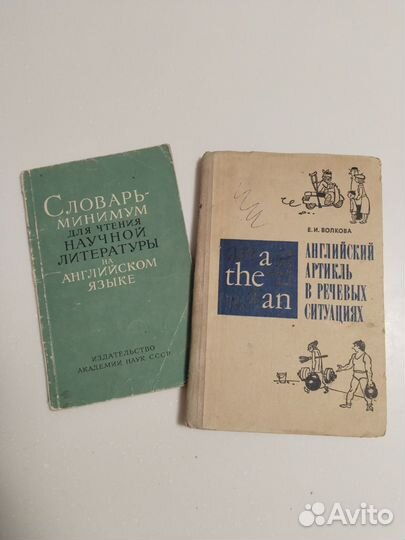 СЛОВАРЬ-
МИНИМУМ
ДЛЯ ЧТЕНИЯ
НАУЧНОЙ
ЛИТЕРАТУРЫ
НА
АНГЛИЙСКОМ
ЯЗЫКЕ
ИЗДАТЕЛЬСТВО
АКАДЕМИИ НАУК СССР
Е. И. ВОЛКОВА
a
the
an
АНГЛИЙСКИЙ
АРТИКЛЬ
В РЕЧЕВЫХ
СИТУАЦИЯХ
Avito